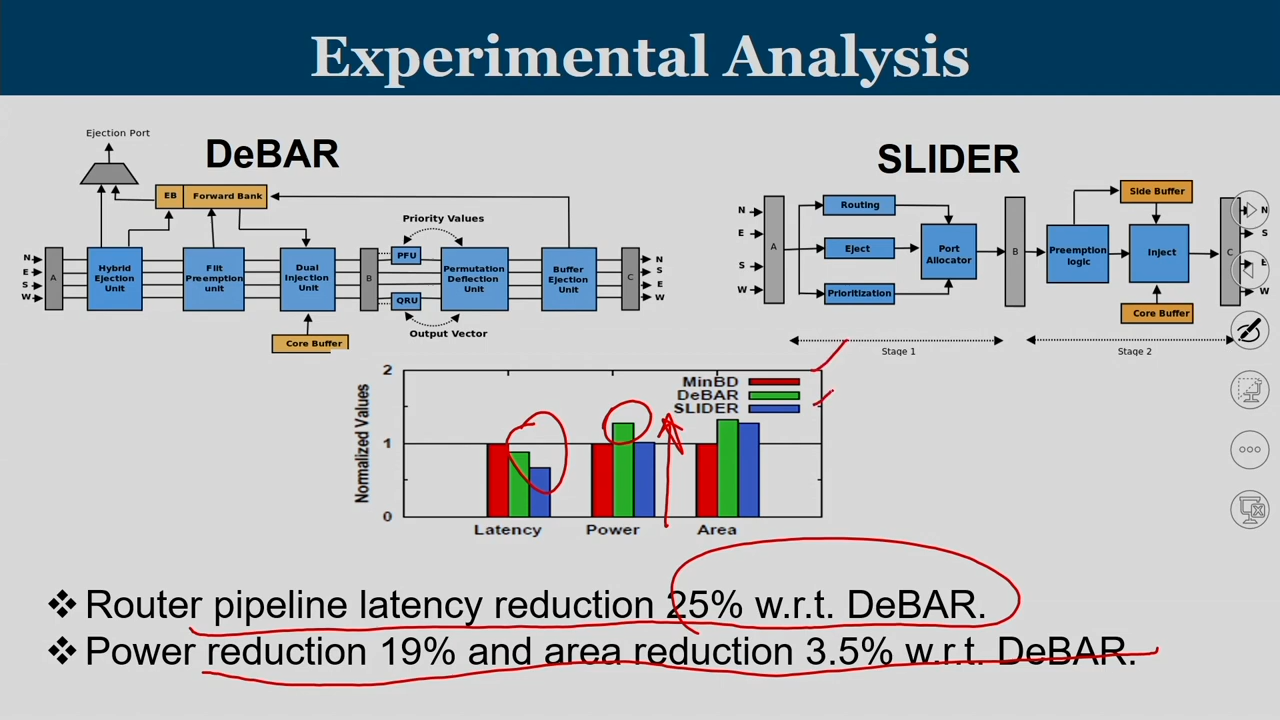 Experimental Analysis
Ejection Port
DeBAR
EB Forward Bank
Priority Values
N
E
S
W
A
Hybrid
Ejection
Unit
Flit
Preemption
unit
Dual
Injection
Unit
B
PFU
QRU
Permutation
Deflection
Unit
Buffer
Ejection
Unit
C
N
S
E
W
Output Vector
Core Buffer
SLIDER
N
E
S
W
A
Routing
Eject
Prioritization
Port
Allocator
B
Side Buffer
Preemption
logic
Inject
Core Buffer
C
N
S
E
W
Stage 1
Stage 2
Normalized Values
2
1
0
MinBD
DeBAR
SLIDER
Latency
Power
Area
❖ Router pipeline latency reduction 25% w.r.t. DeBAR.
❖ Power reduction 19% and area reduction 3.5% w.r.t. DeBAR.